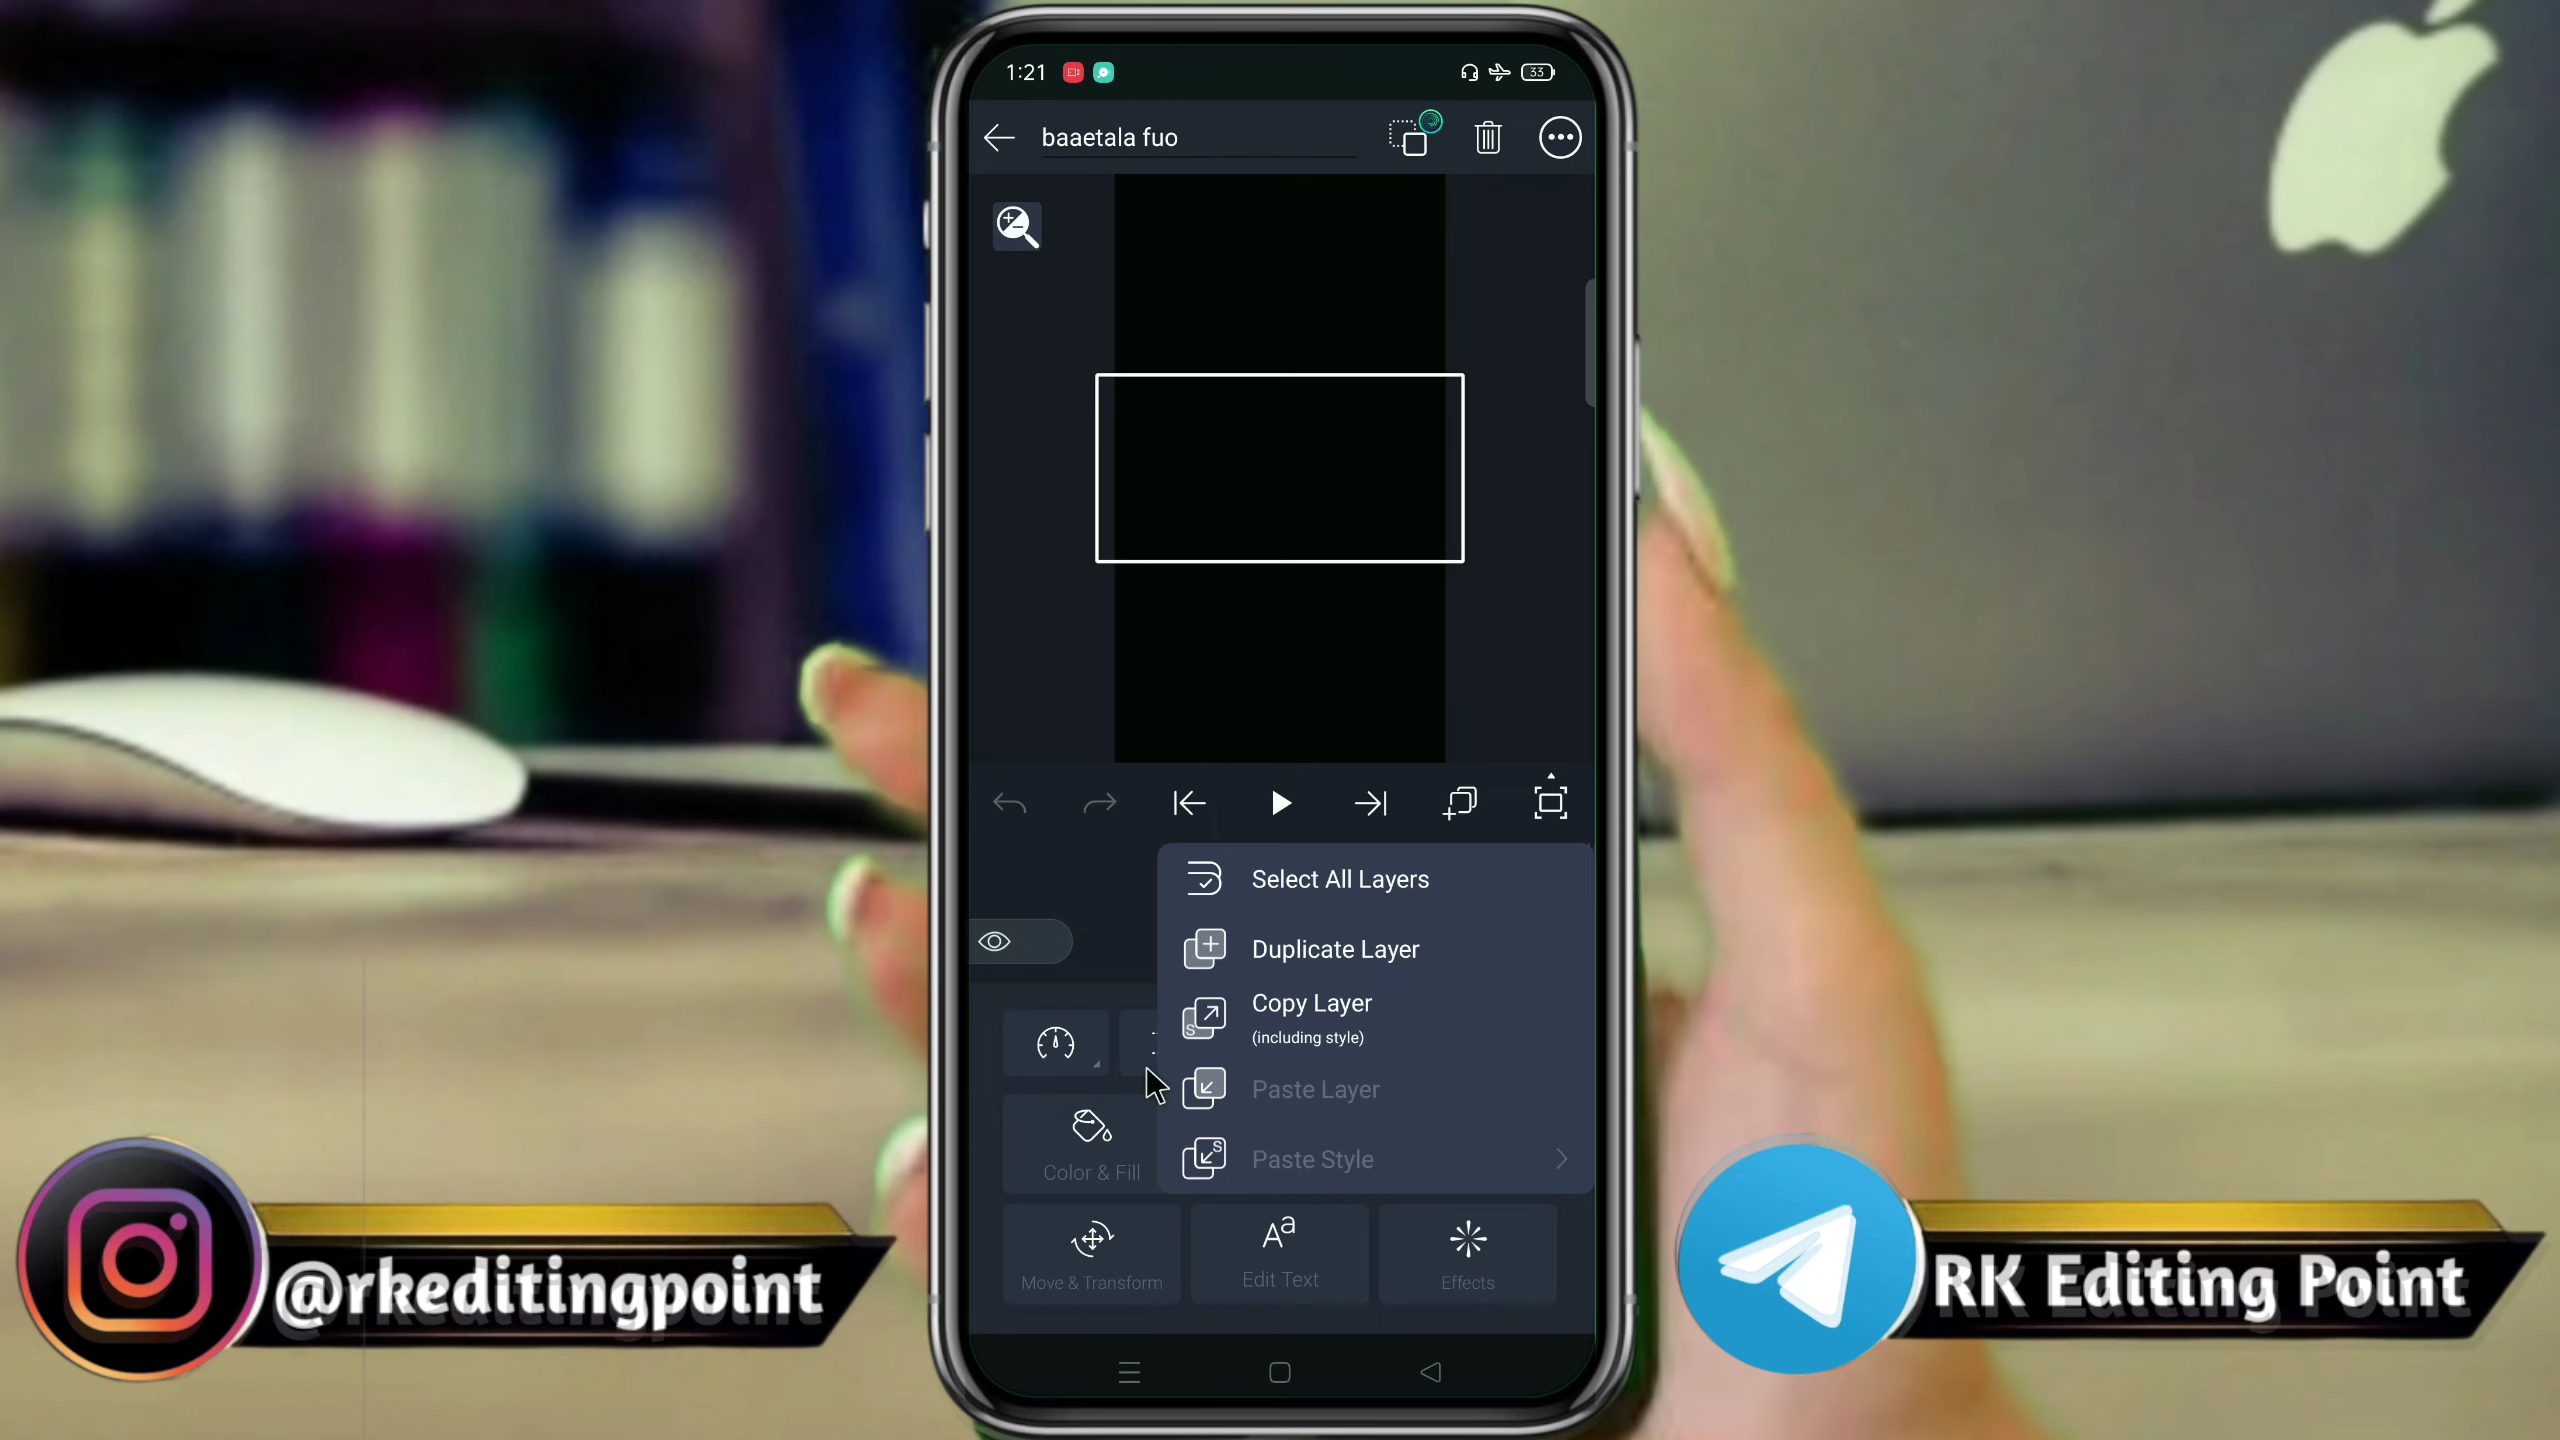 1:21
33
baaetala fuo
Select All Layers
Duplicate Layer
Copy Layer
(including style)
Paste Layer
Paste Style
Color & Fill
Move & Transform
Edit Text
Effects
@rkeditingpoint
RK Editing Point